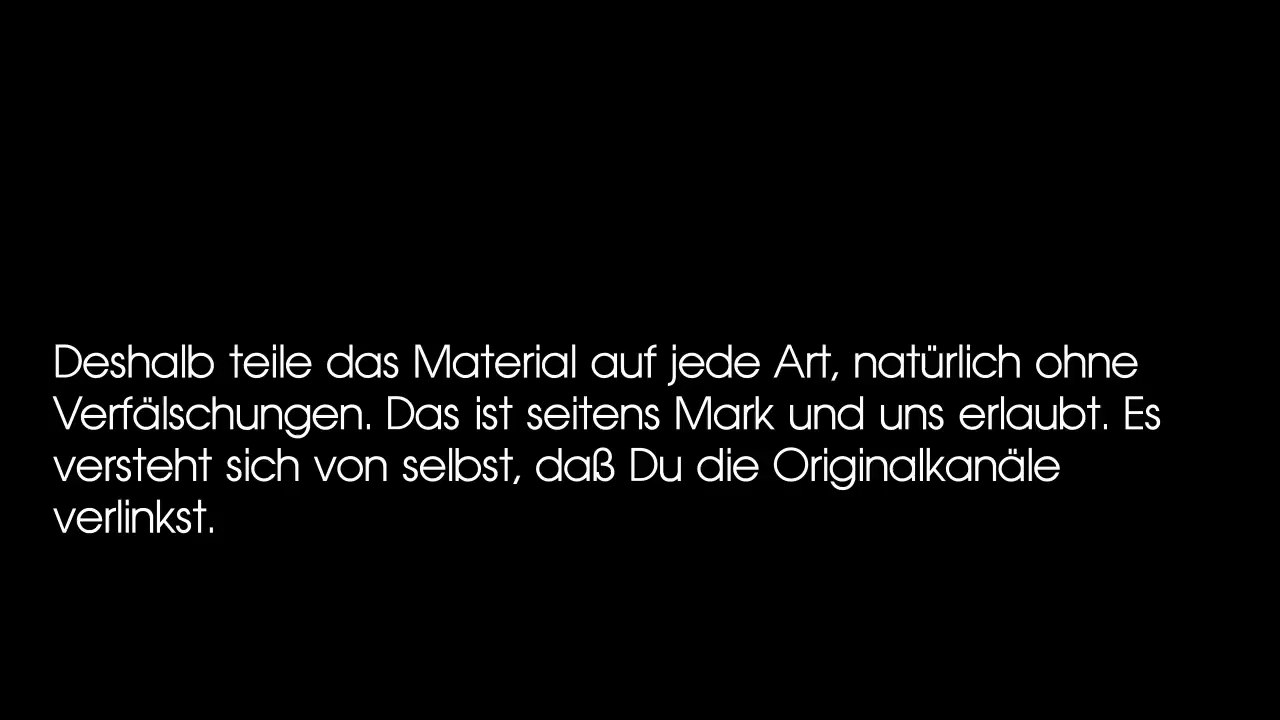 Deshalb teile das Material auf jede Art, natürlich ohne
Verfälschungen. Das ist seitens Mark und uns erlaubt. Es
versteht sich von selbst, daß Du die Originalkanäle
verlinkst.